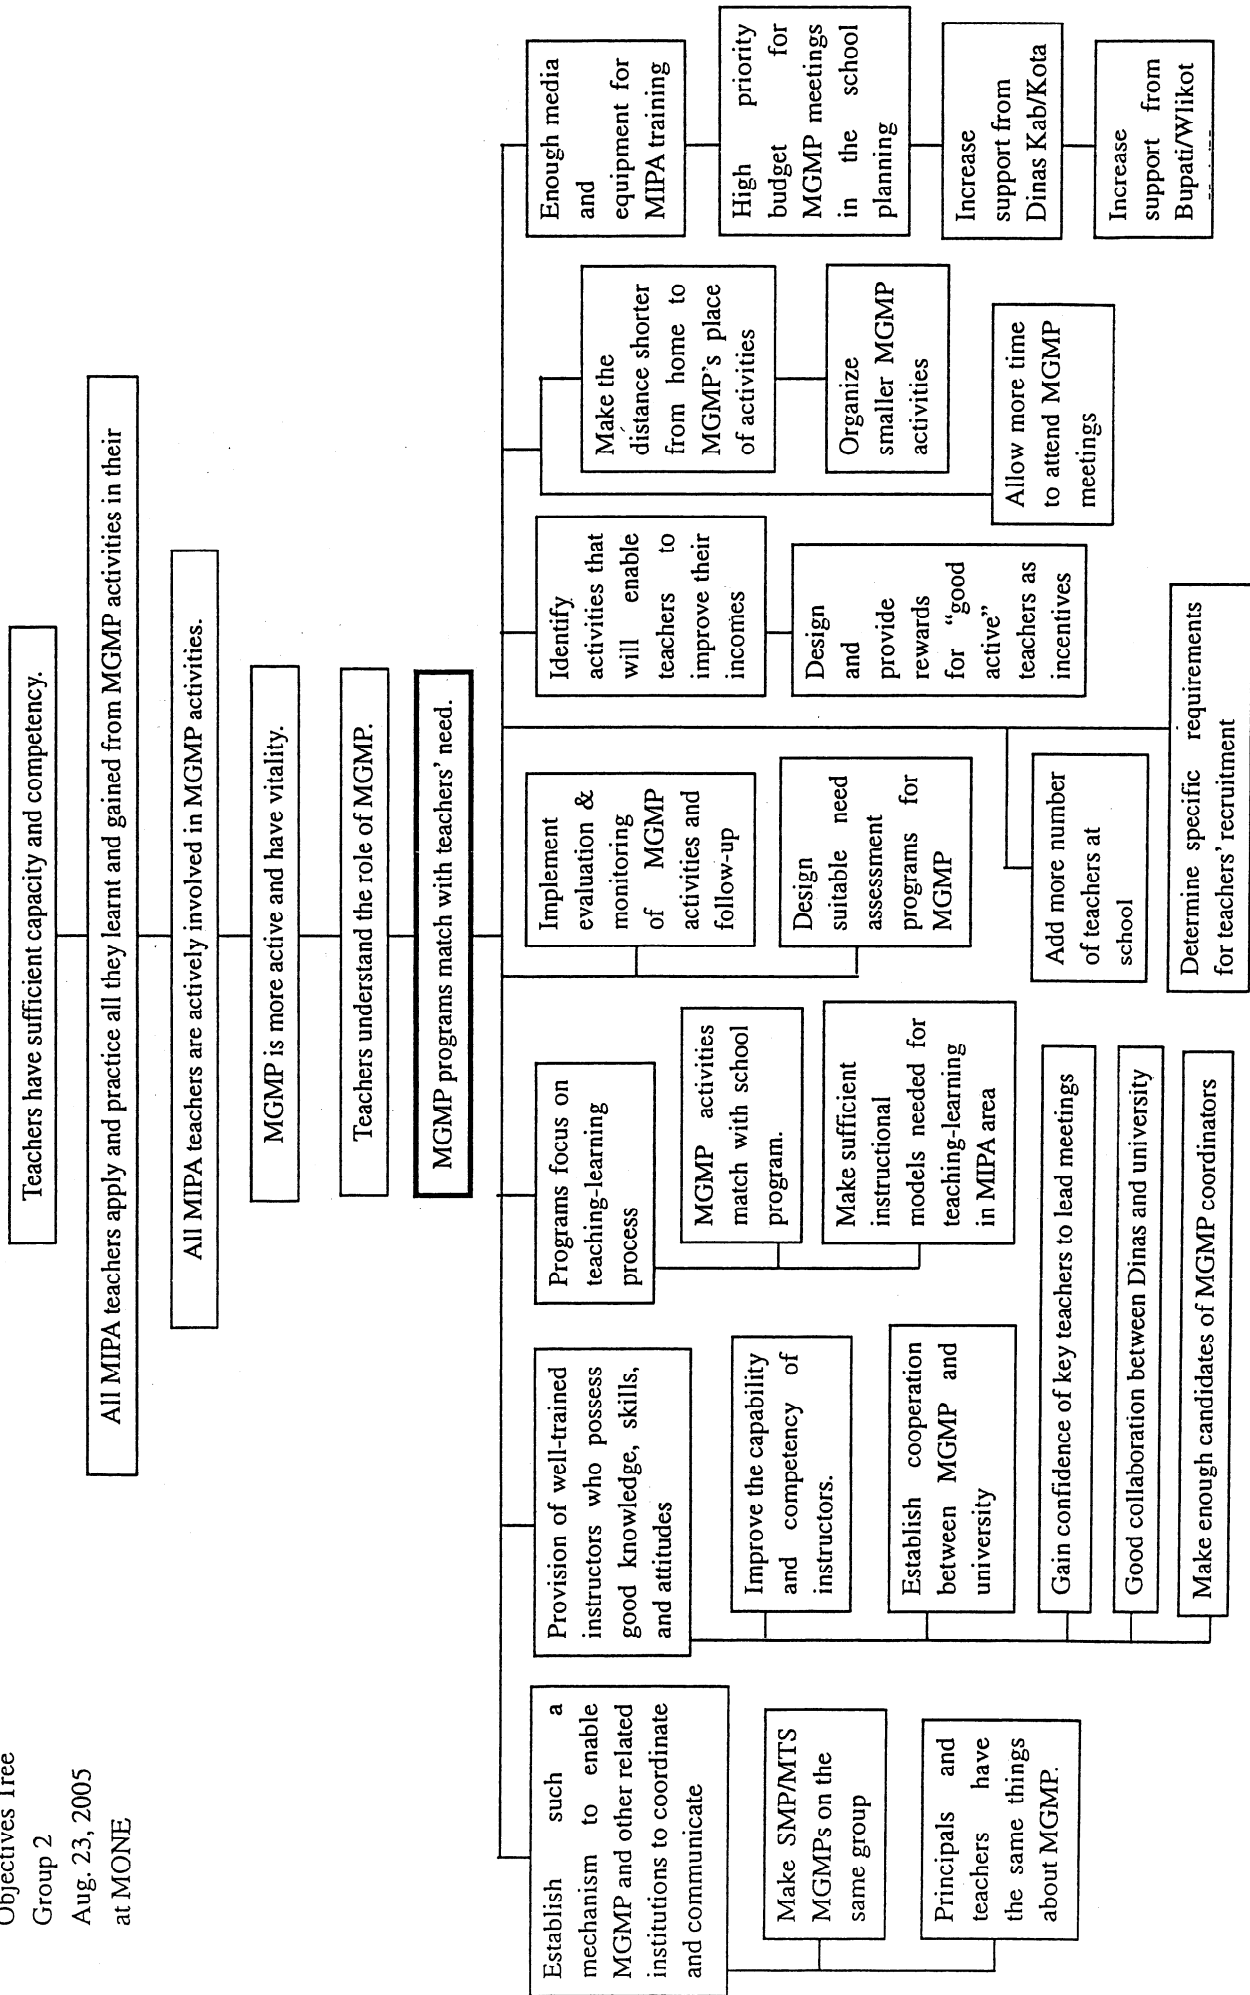 Objectives Tree
Group 2
Aug. 23, 2005
at MONE
Teachers have sufficient capacity and competency.
All MIPA teachers apply and practice all they learnt and gained from MGMP activities in their
All MIPA teachers are actively involved in MGMP activities.
MGMP is more active and have vitality.
Teachers understand the role of MGMP.
MGMP programs match with teachers' need.
Establish such a
mechanism to enable
MGMP and other related
institutions to coordinate
and communicate
Make SMP/MTS
MGMPs on the
same group
Principals and
teachers have
the same things
about MGMP.
Provision of well-trained
instructors who possess
good knowledge, skills,
and attitudes
Improve the capability
and competency of
instructors.
Establish cooperation
between MGMP and
university
Gain confidence of key teachers to lead meetings
Good collaboration between Dinas and university
Make enough candidates of MGMP coordinators
Programs focus on
teaching-learning
process
MGMP activities
match with school
program.
Make sufficient
instructional
models needed for
teaching-learning
in MIPA area
Implement
evaluation &
monitoring
of MGMP
activities and
follow-up
Design
suitable need
assessment
programs for
MGMP
Add more number
of teachers at
school
Determine specific requirements
for teachers' recruitment
Identify
activities that
will enable
teachers to
improve their
incomes
Design
and
provide
rewards
for "good
active"
teachers as
incentives
Make the
distance shorter
from home to
MGMP's place
of activities
Organize
smaller MGMP
activities
Allow more time
to attend MGMP
meetings
Enough media
and
equipment for
MIPA training
High priority
budget for
MGMP meetings
in the school
planning
Increase
support from
Dinas Kab/Kota
Increase
support from
Bupati/Wlikot